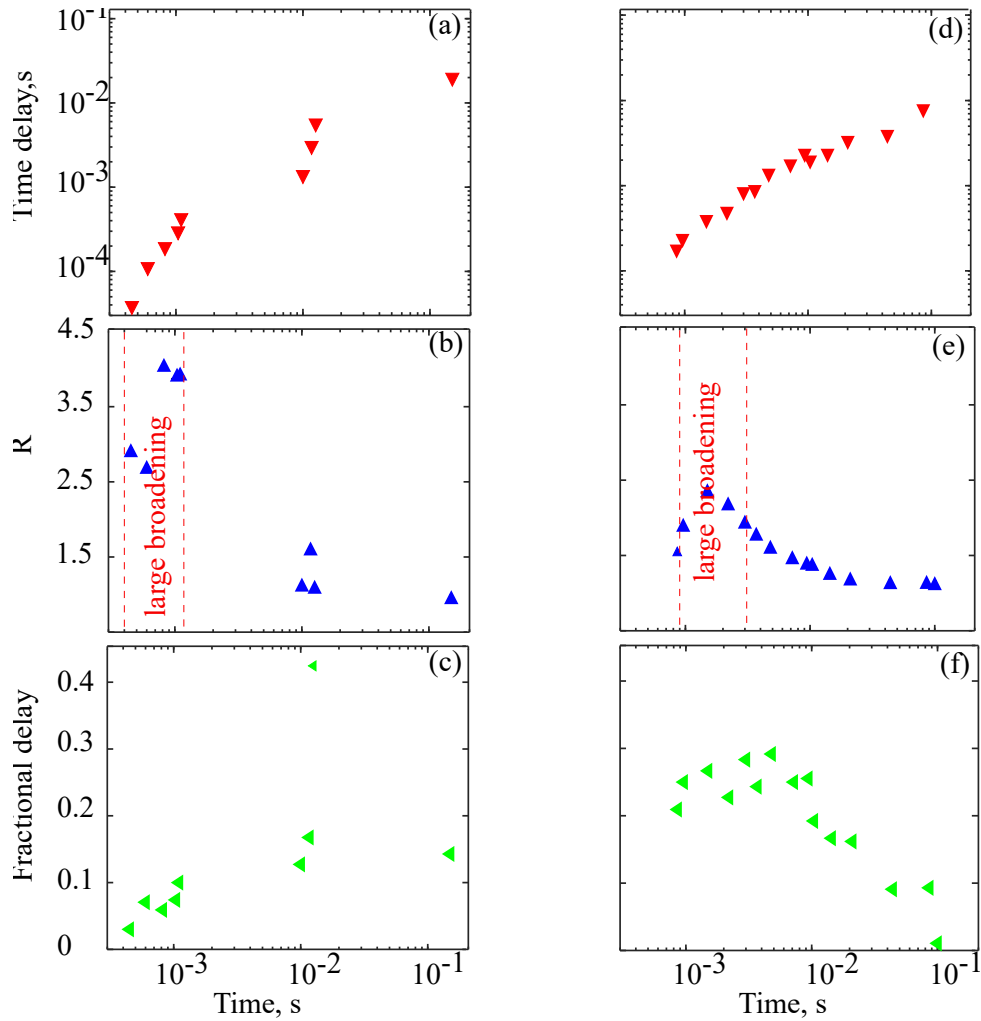 10⁻¹
(a)
(d)
Time delay,s
10⁻²
10⁻³
10⁻⁴
4.5
(b)
(e)
3.5
R
2.5
1.5
large broadening
large broadening
(c)
(f)
0.4
0.3
Fractional delay
0.2
0.1
0
10⁻³ 10⁻² 10⁻¹
10⁻³ 10⁻² 10⁻¹
Time, s
Time, s